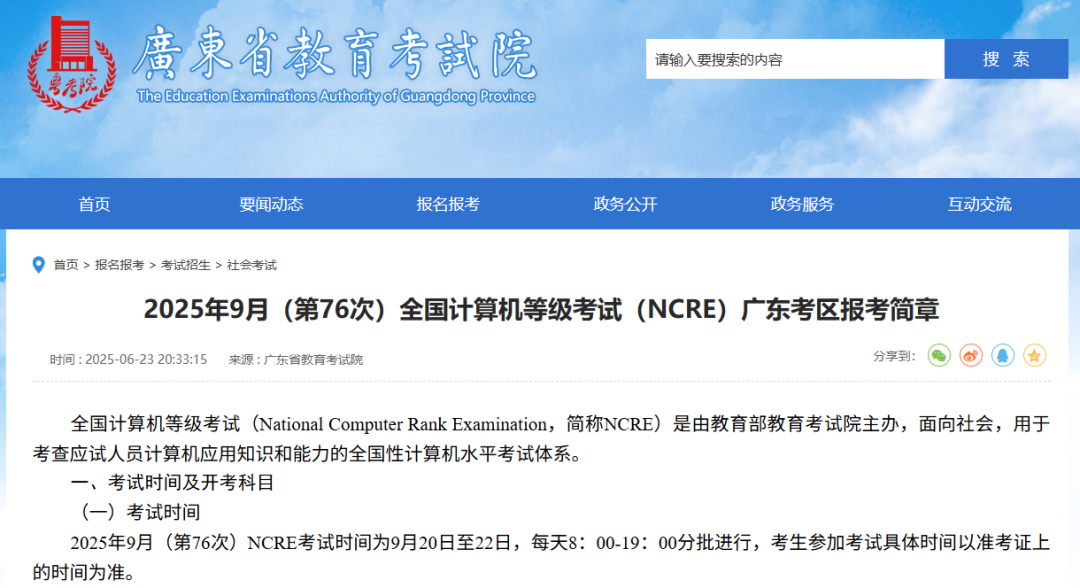 粤考院
廣東省教育考試院
The Education Examinations Authority of Guangdong Province
请输入要搜索的内容
搜 索
首页 要闻动态 报名报考 政务公开 政务服务 互动交流
首页 > 报名报考 > 考试招生 > 社会考试
2025年9月（第76次）全国计算机等级考试（NCRE）广东考区报考简章
时间 : 2025-06-23 20:33:15 来源 : 广东省教育考试院 分享到：
全国计算机等级考试（National Computer Rank Examination，简称NCRE）是由教育部教育考试院主办，面向社会，用于
考查应试人员计算机应用知识和能力的全国性计算机水平考试体系。
一、考试时间及开考科目
（一）考试时间
2025年9月（第76次）NCRE考试时间为9月20日至22日，每天8：00-19：00分批进行，考生参加考试具体时间以准考证上
的时间为准。